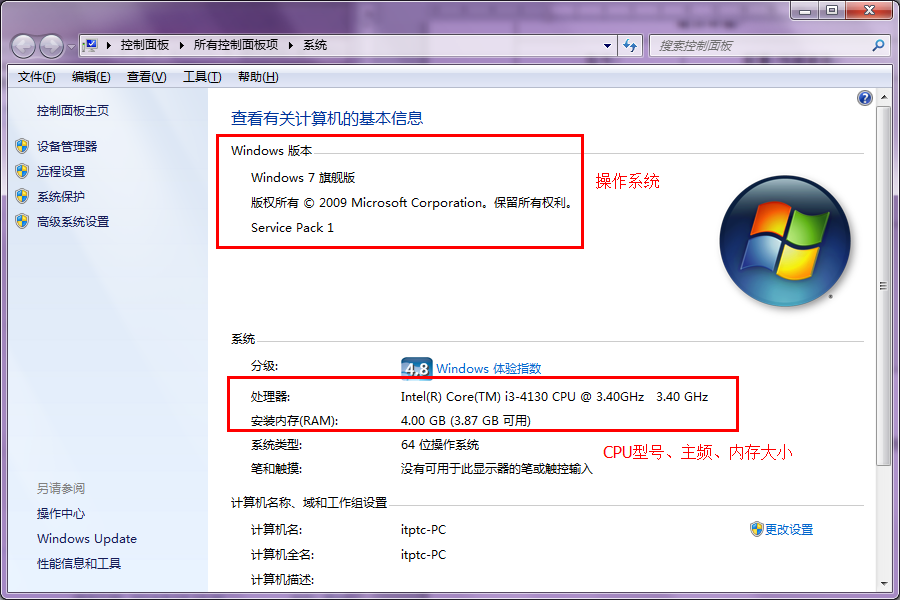 控制面板 ▸ 所有控制面板项 ▸ 系统
搜索控制面板
文件(F) 编辑(E) 查看(V) 工具(T) 帮助(H)
控制面板主页
设备管理器
远程设置
系统保护
高级系统设置
另请参阅
操作中心
Windows Update
性能信息和工具
查看有关计算机的基本信息
Windows 版本
Windows 7 旗舰版
版权所有 © 2009 Microsoft Corporation。保留所有权利。
Service Pack 1
操作系统
系统
分级: 4.8 Windows 体验指数
处理器: Intel(R) Core(TM) i3-4130 CPU @ 3.40GHz 3.40 GHz
安装内存(RAM): 4.00 GB (3.87 GB 可用)
系统类型: 64 位操作系统
笔和触摸: 没有可用于此显示器的笔或触控输入
CPU型号、主频、内存大小
计算机名称、域和工作组设置
计算机名: itptc-PC
更改设置
计算机全名: itptc-PC
计算机描述: